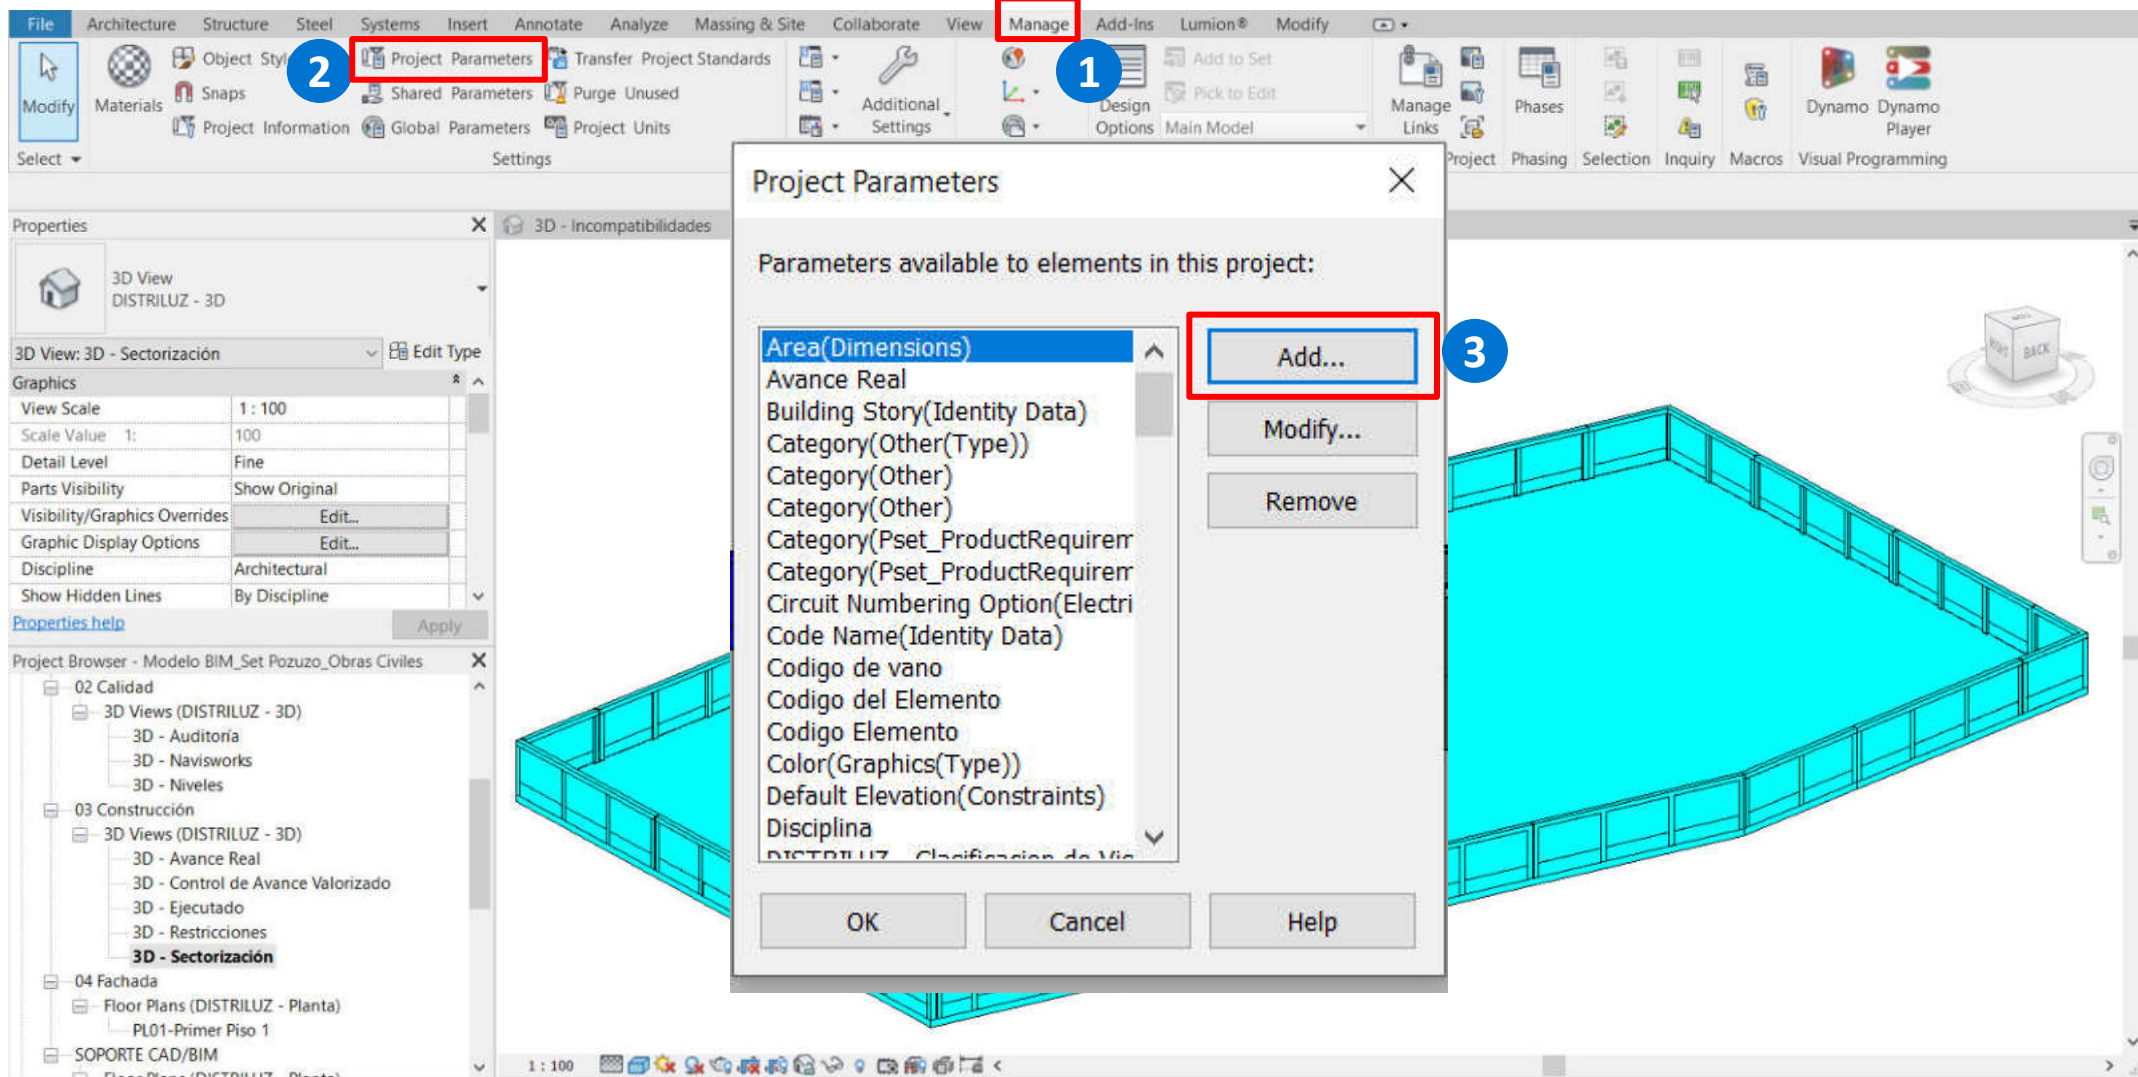 File Architecture Structure Steel Systems Insert Annotate Analyze Massing & Site Collaborate View Manage Add-Ins Lumion® Modify
Modify
Select
Materials
Object Styl
Snaps
Project Information
2
Project Parameters
Shared Parameters
Global Parameters
Transfer Project Standards
Purge Unused
Project Units
Settings
Additional
Settings
1
Design
Options
Add to Set
Pick to Edit
Main Model
Manage
Links
Project
Phases
Phasing
Selection
Inquiry
Macros
Dynamo
Dynamo
Player
Visual Programming
Properties
3D View
DISTRILUZ - 3D
3D View: 3D - Sectorización
Edit Type
Graphics
View Scale 1 : 100
Scale Value 1: 100
Detail Level Fine
Parts Visibility Show Original
Visibility/Graphics Overrides Edit...
Graphic Display Options Edit...
Discipline Architectural
Show Hidden Lines By Discipline
Properties help
Apply
Project Browser - Modelo BIM_Set Pozuzo_Obras Civiles
02 Calidad
3D Views (DISTRILUZ - 3D)
3D - Auditoría
3D - Navisworks
3D - Niveles
03 Construcción
3D Views (DISTRILUZ - 3D)
3D - Avance Real
3D - Control de Avance Valorizado
3D - Ejecutado
3D - Restricciones
3D - Sectorización
04 Fachada
Floor Plans (DISTRILUZ - Planta)
PL01-Primer Piso 1
SOPORTE CAD/BIM
3D - Incompatibilidades
Project Parameters
Parameters available to elements in this project:
Area(Dimensions)
Avance Real
Building Story(Identity Data)
Category(Other(Type))
Category(Other)
Category(Other)
Category(Pset_ProductRequirem
Category(Pset_ProductRequirem
Circuit Numbering Option(Electri
Code Name(Identity Data)
Codigo de vano
Codigo del Elemento
Codigo Elemento
Color(Graphics(Type))
Default Elevation(Constraints)
Disciplina
Add...
3
Modify...
Remove
OK
Cancel
Help
BACK
1 : 100